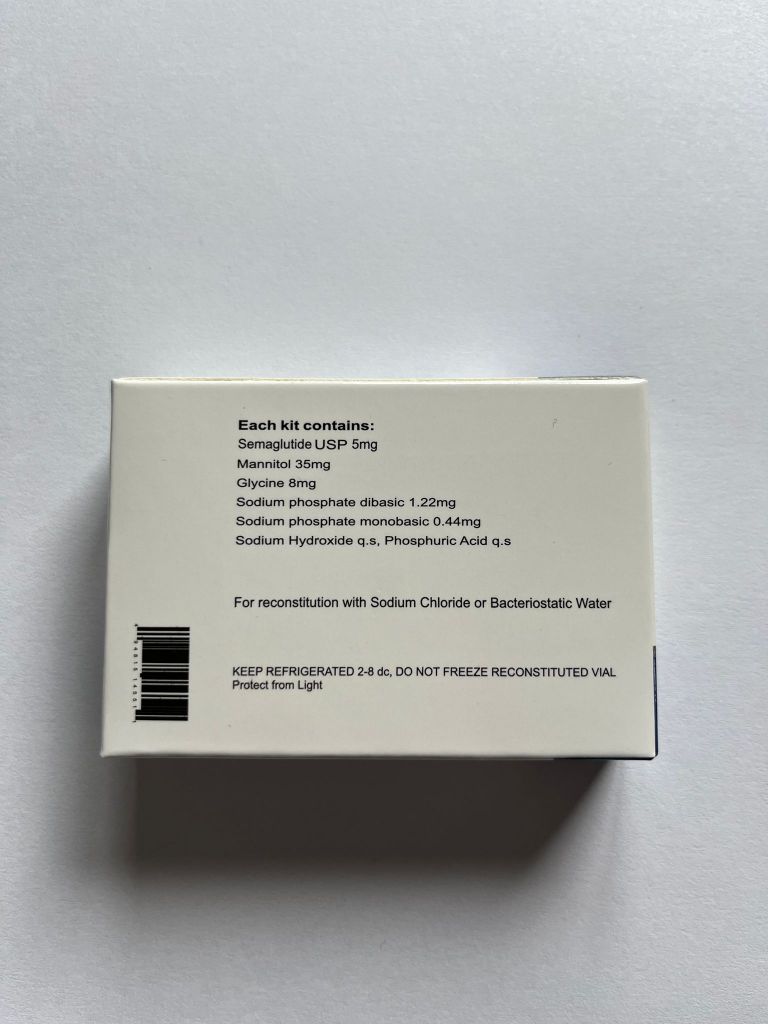 Each kit contains:
Semaglutide USP 5mg
Mannitol 35mg
Glycine 8mg
Sodium phosphate dibasic 1.22mg
Sodium phosphate monobasic 0.44mg
Sodium Hydroxide q.s, Phosphuric Acid q.s
For reconstitution with Sodium Chloride or Bacteriostatic Water
KEEP REFRIGERATED 2-8 dc, DO NOT FREEZE RECONSTITUTED VIAL
Protect from Light